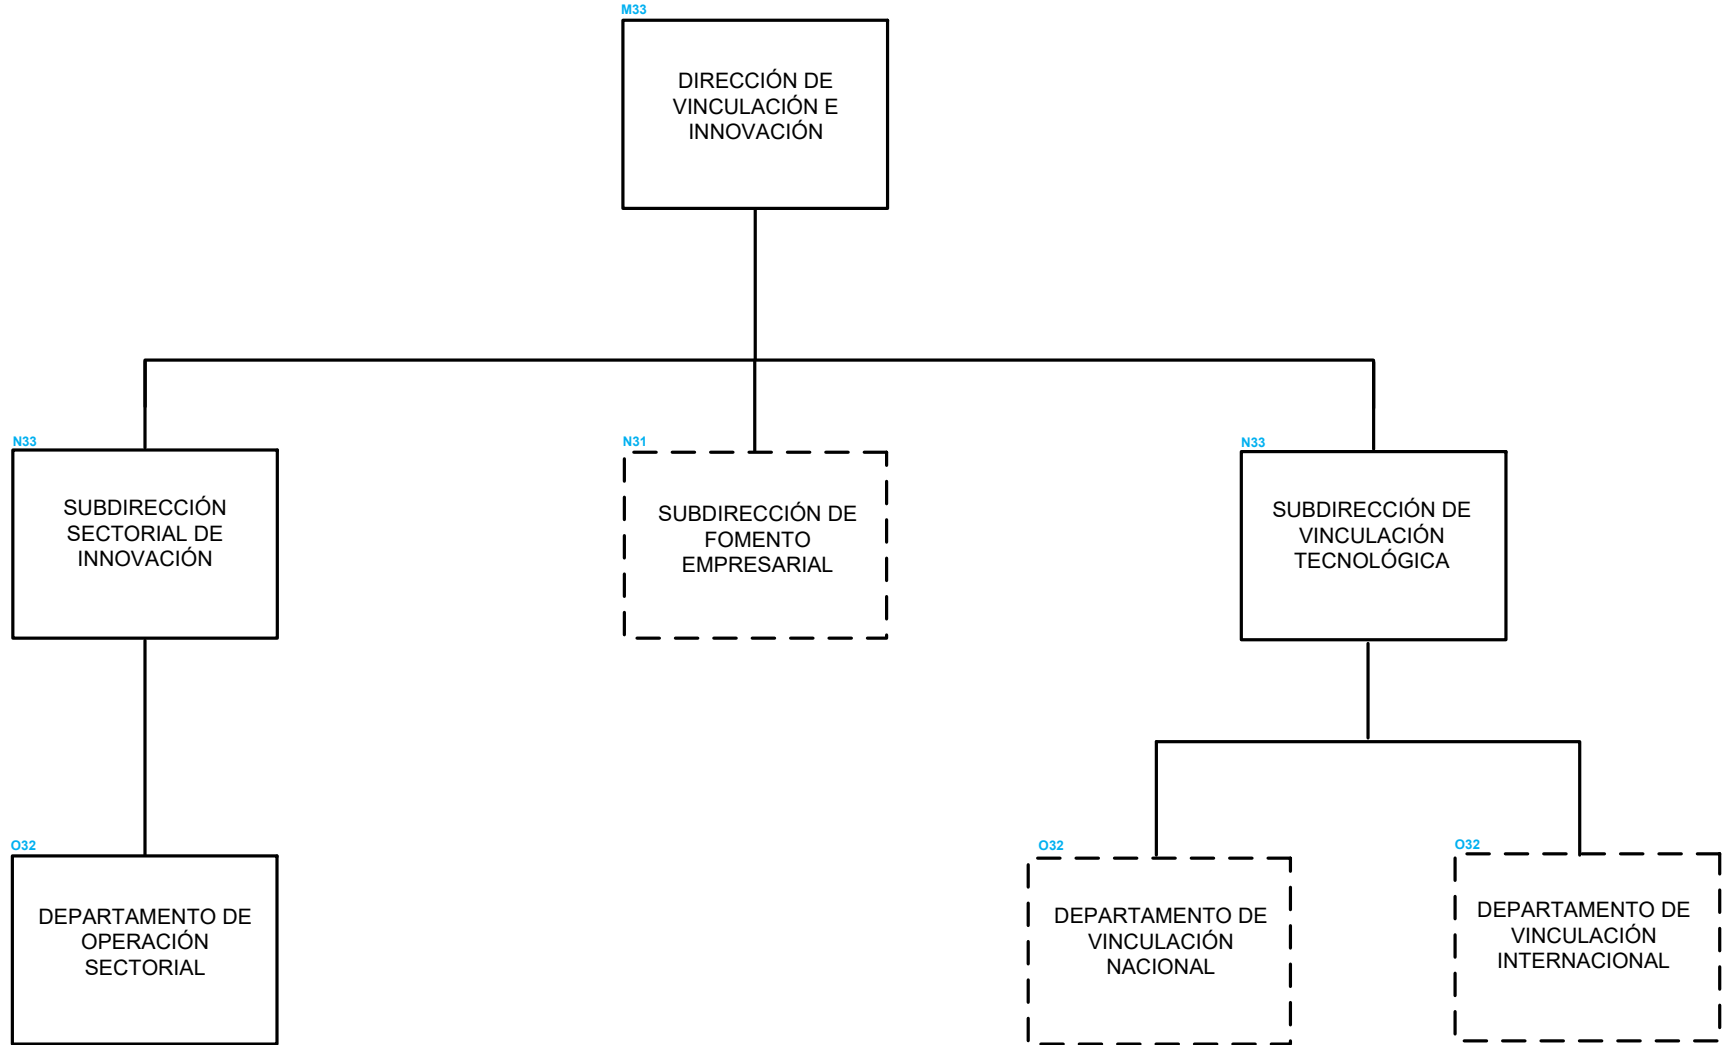 M33
DIRECCIÓN DE
VINCULACIÓN E
INNOVACIÓN
N33
SUBDIRECCIÓN
SECTORIAL DE
INNOVACIÓN
N31
SUBDIRECCIÓN DE
FOMENTO
EMPRESARIAL
N33
SUBDIRECCIÓN DE
VINCULACIÓN
TECNOLÓGICA
O32
DEPARTAMENTO DE
OPERACIÓN
SECTORIAL
O32
DEPARTAMENTO DE
VINCULACIÓN
NACIONAL
O32
DEPARTAMENTO DE
VINCULACIÓN
INTERNACIONAL